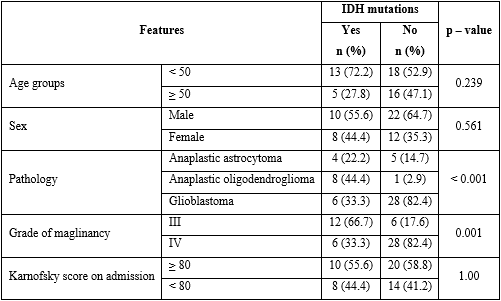 Features IDH mutations p – value
Yes No
n (%) n (%)
Age groups < 50 13 (72.2) 18 (52.9) 0.239
≥ 50 5 (27.8) 16 (47.1)
Sex Male 10 (55.6) 22 (64.7) 0.561
Female 8 (44.4) 12 (35.3)
Pathology Anaplastic astrocytoma 4 (22.2) 5 (14.7) < 0.001
Anaplastic oligodendroglioma 8 (44.4) 1 (2.9)
Glioblastoma 6 (33.3) 28 (82.4)
Grade of maglinancy III 12 (66.7) 6 (17.6) 0.001
IV 6 (33.3) 28 (82.4)
Karnofsky score on admission ≥ 80 10 (55.6) 20 (58.8) 1.00
< 80 8 (44.4) 14 (41.2)